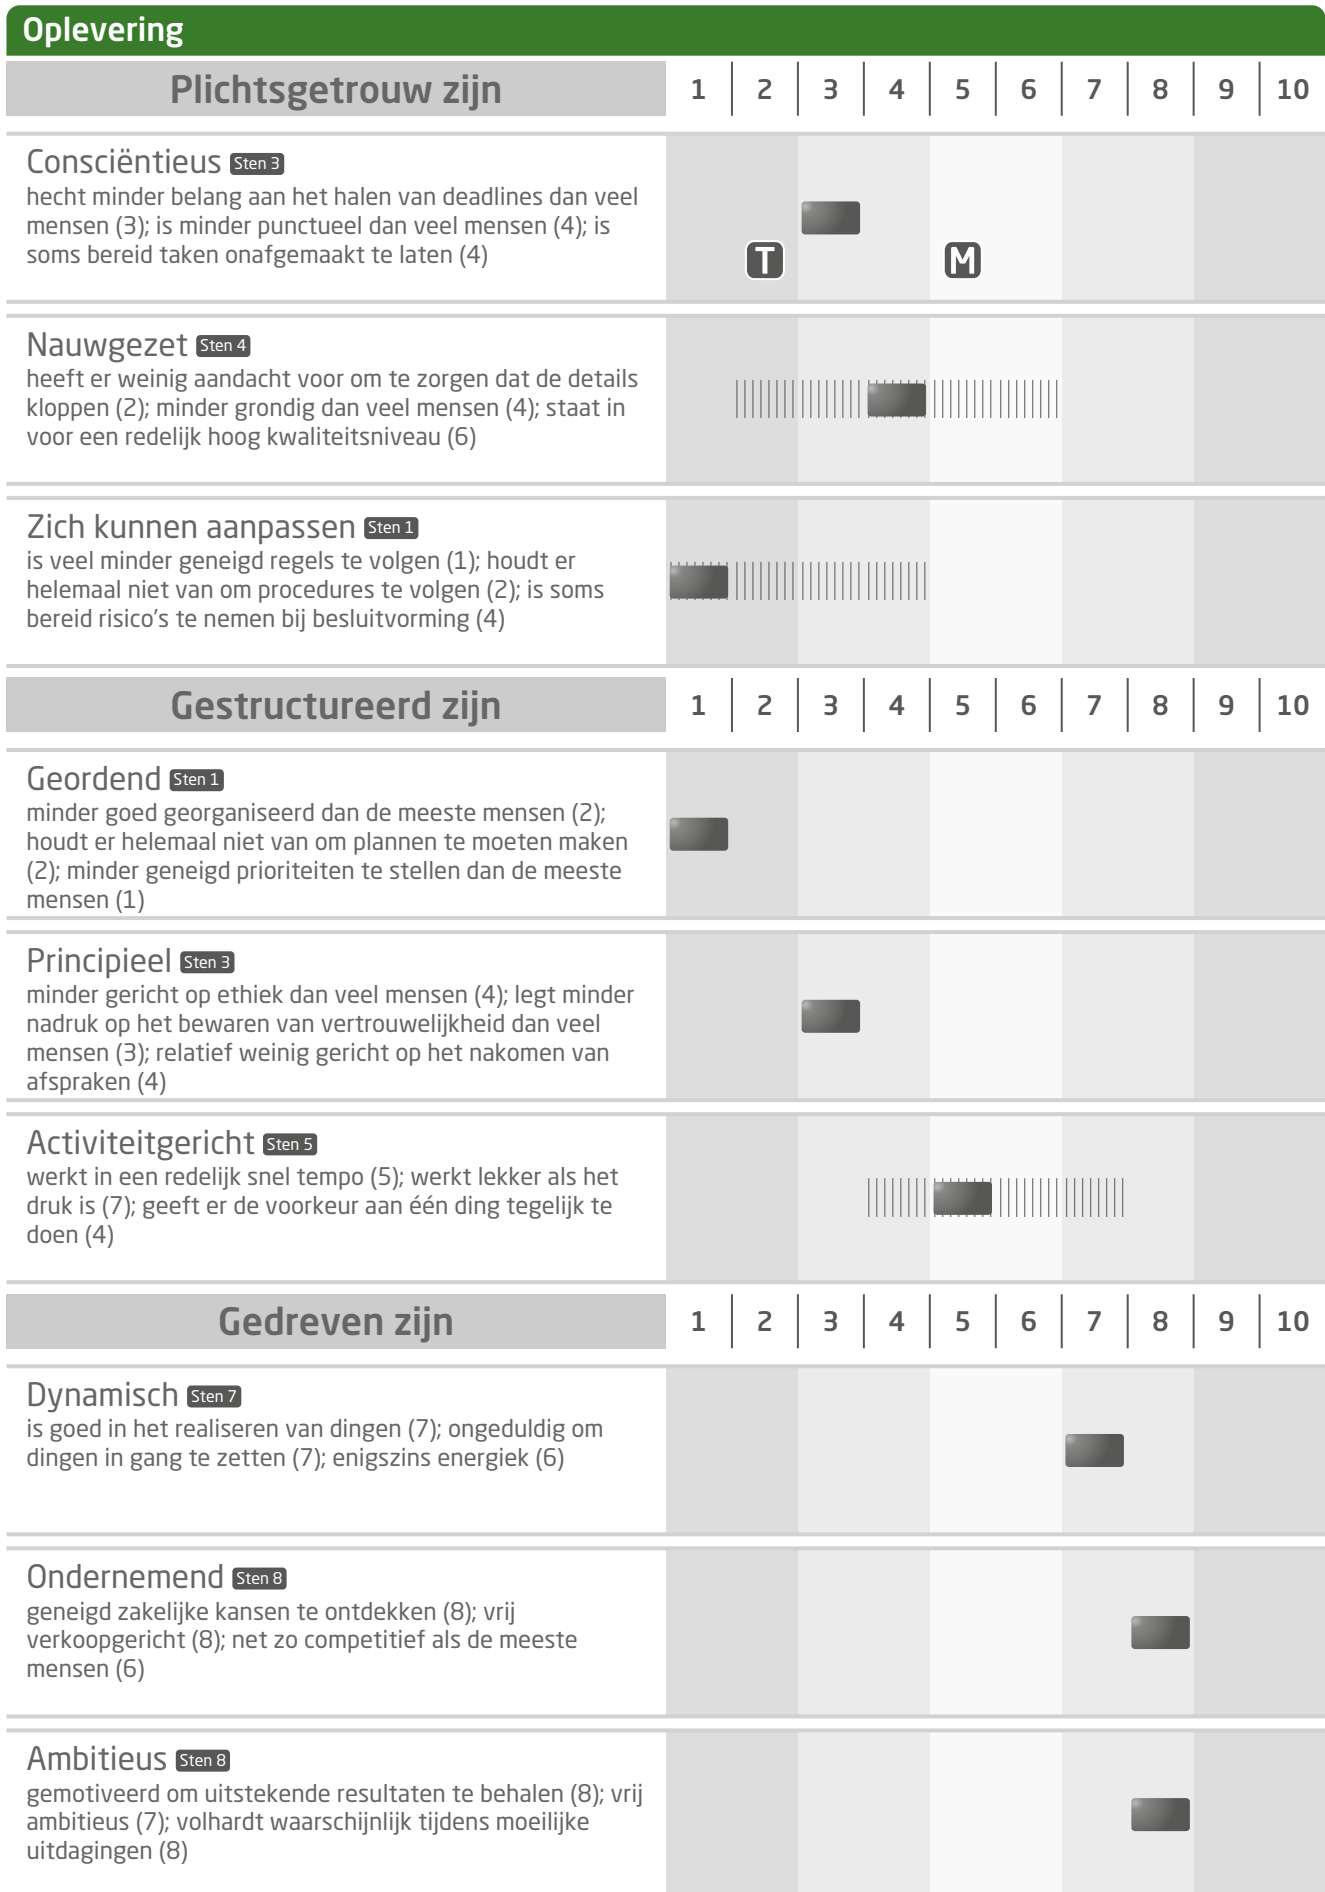 Oplevering
Plichtsgetrouw zijn 1 2 3 4 5 6 7 8 9 10
Consciëntieus Sten 3
hecht minder belang aan het halen van deadlines dan veel
mensen (3); is minder punctueel dan veel mensen (4); is
soms bereid taken onafgemaakt te laten (4)
T M
Nauwgezet Sten 4
heeft er weinig aandacht voor om te zorgen dat de details
kloppen (2); minder grondig dan veel mensen (4); staat in
voor een redelijk hoog kwaliteitsniveau (6)
Zich kunnen aanpassen Sten 1
is veel minder geneigd regels te volgen (1); houdt er
helemaal niet van om procedures te volgen (2); is soms
bereid risico's te nemen bij besluitvorming (4)
Gestructureerd zijn 1 2 3 4 5 6 7 8 9 10
Geordend Sten 1
minder goed georganiseerd dan de meeste mensen (2);
houdt er helemaal niet van om plannen te moeten maken
(2); minder geneigd prioriteiten te stellen dan de meeste
mensen (1)
Principieel Sten 3
minder gericht op ethiek dan veel mensen (4); legt minder
nadruk op het bewaren van vertrouwelijkheid dan veel
mensen (3); relatief weinig gericht op het nakomen van
afspraken (4)
Activiteitgericht Sten 5
werkt in een redelijk snel tempo (5); werkt lekker als het
druk is (7); geeft er de voorkeur aan één ding tegelijk te
doen (4)
Gedreven zijn 1 2 3 4 5 6 7 8 9 10
Dynamisch Sten 7
is goed in het realiseren van dingen (7); ongeduldig om
dingen in gang te zetten (7); enigszins energiek (6)
Ondernemend Sten 8
geneigd zakelijke kansen te ontdekken (8); vrij
verkoopgericht (8); net zo competitief als de meeste
mensen (6)
Ambitieus Sten 8
gemotiveerd om uitstekende resultaten te behalen (8); vrij
ambitieus (7); volhardt waarschijnlijk tijdens moeilijke
uitdagingen (8)